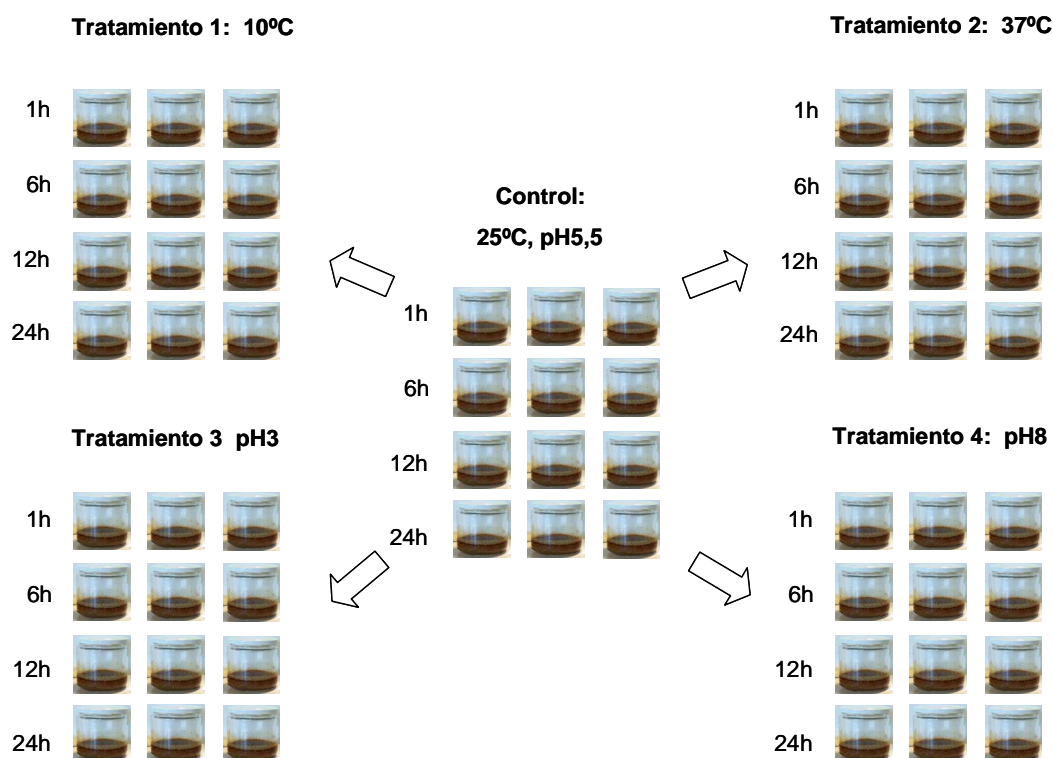 Tratamiento 1:  10ºC
1h
6h
12h
24h
Tratamiento 2:  37ºC
1h
6h
12h
24h
Control:
25ºC, pH5,5
1h
6h
12h
24h
Tratamiento 3  pH3
1h
6h
12h
24h
Tratamiento 4:  pH8
1h
6h
12h
24h